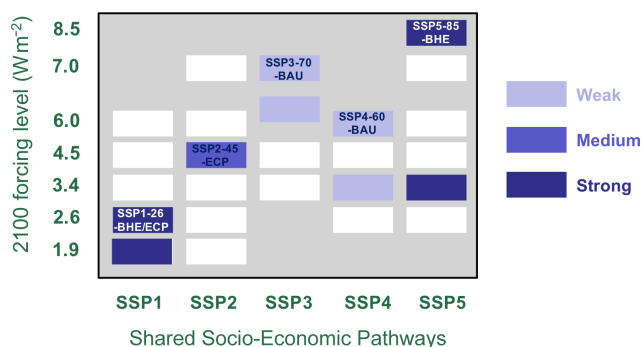 2100 forcing level (W m-2)
8.5
7.0
6.0
4.5
3.4
2.6
1.9
SSP5-85
-BHE
SSP3-70
-BAU
SSP4-60
-BAU
SSP2-45
-ECP
SSP1-26
-BHE/ECP
SSP1 SSP2 SSP3 SSP4 SSP5
Shared Socio-Economic Pathways
Weak
Medium
Strong